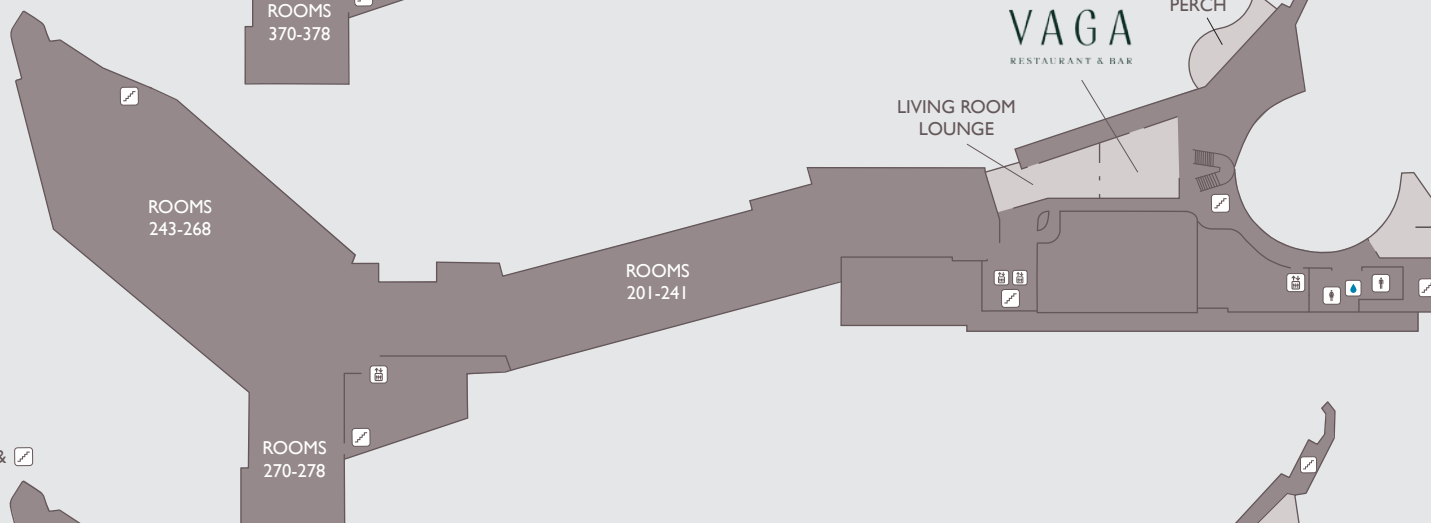 ROOMS
370-378
PERCH
VAGA
RESTAURANT & BAR
LIVING ROOM
LOUNGE
ROOMS
243-268
ROOMS
201-241
ROOMS
270-278
&